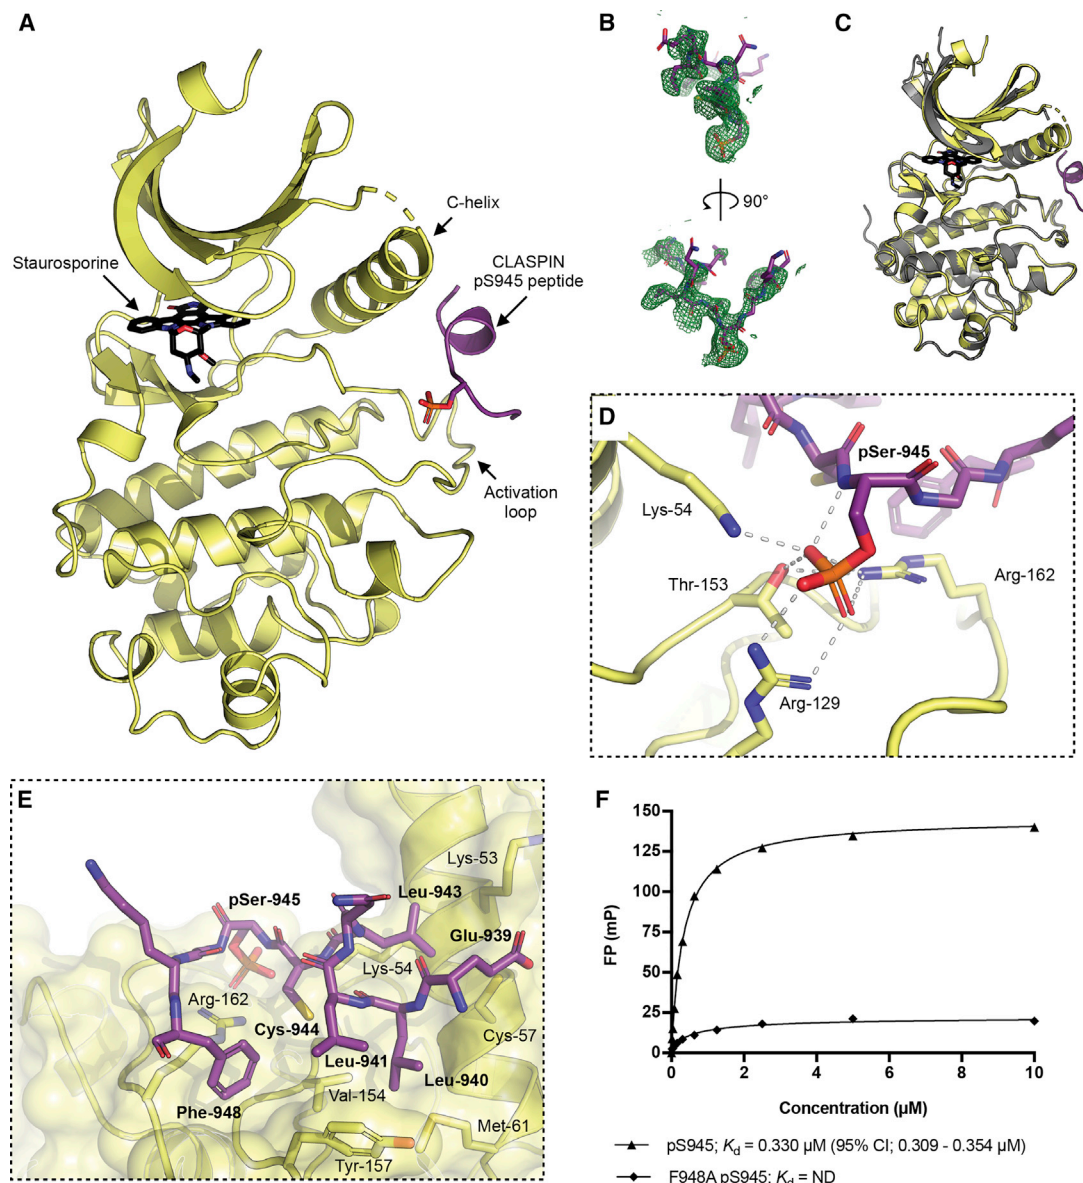 A
Staurosporine
C-helix
CLASPIN
pS945 peptide
Activation
loop
B
90°
C
D
pSer-945
Lys-54
Thr-153
Arg-162
Arg-129
E
Lys-53
pSer-945
Leu-943
Glu-939
Lys-54
Arg-162
Cys-944
Cys-57
Leu-941
Leu-940
Val-154
Phe-948
Met-61
Tyr-157
F
150
125
100
75
50
25
0
FP (mP)
0 2 4 6 8 10
Concentration (µM)
pS945; Kd = 0.330 µM (95% CI; 0.309 - 0.354 µM)
F948A pS945; Kd = ND